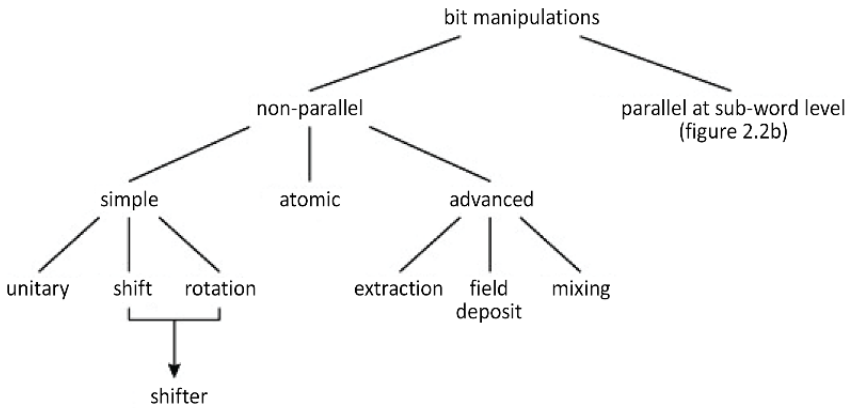 bit manipulations
non-parallel
parallel at sub-word level
(figure 2.2b)
simple
atomic
advanced
unitary
shift
rotation
extraction
field
deposit
mixing
shifter